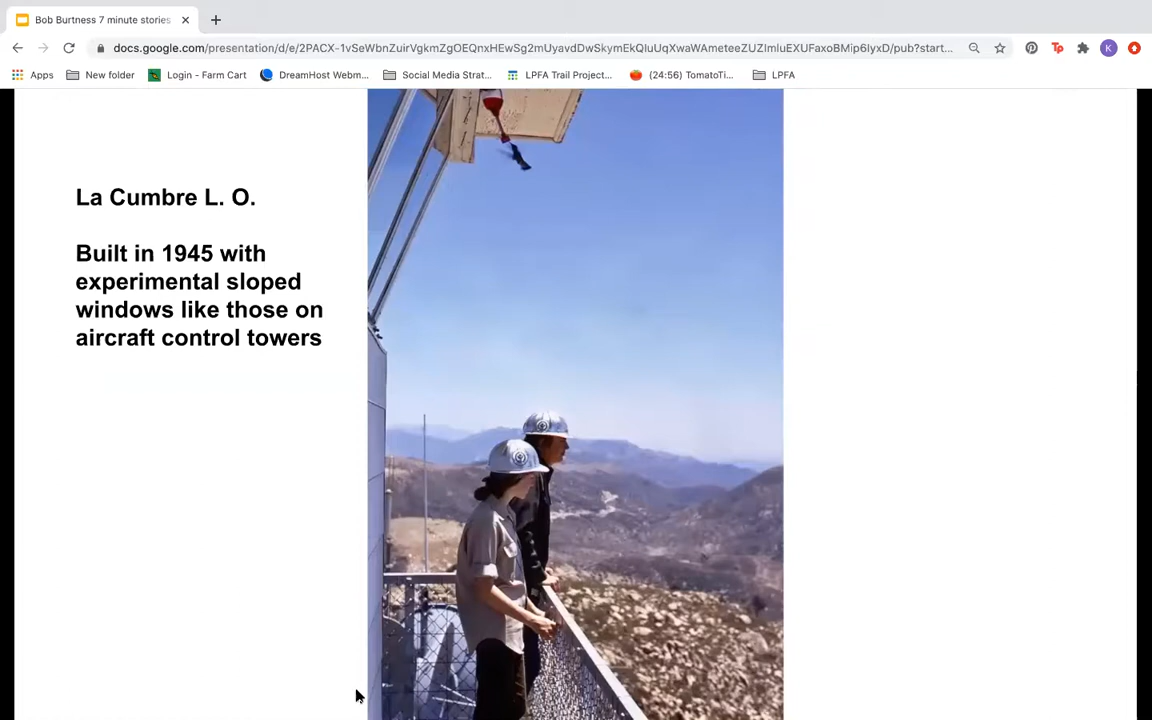 Bob Burtness 7 minute stories
docs.google.com/presentation/d/e/2PACX-1vSeWbnZuirVgkmZgOEQnxHEwSg2mUyavdDwSkymEkQIuUqXwaWAmeteeZUZImluEXUFaxoBMip6lyxD/pub?start...
K
Apps
New folder
Login - Farm Cart
DreamHost Webm...
Social Media Strat...
LPFA Trail Project...
(24:56) TomatoTi...
LPFA
La Cumbre L. O.
Built in 1945 with
experimental sloped
windows like those on
aircraft control towers